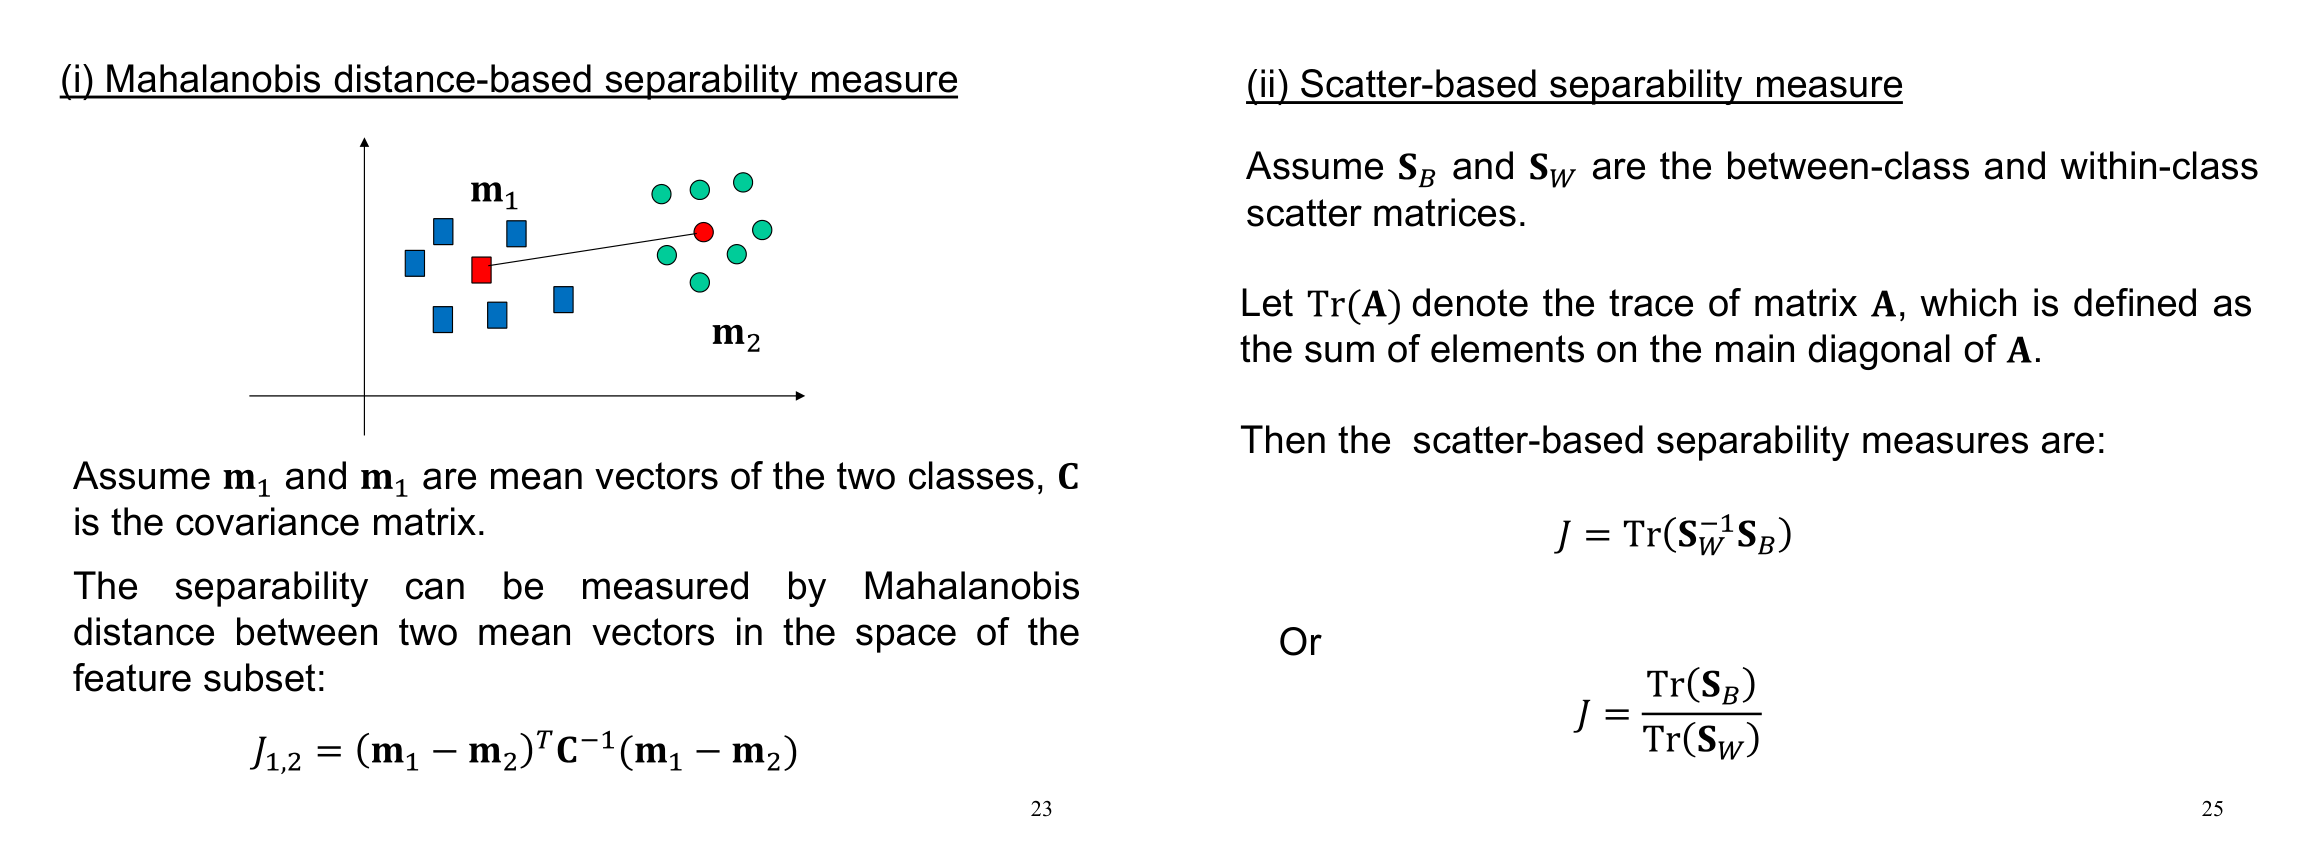 (i) Mahalanobis distance-based separability measure
𝐦₁
𝐦₂
Assume 𝐦₁ and 𝐦₁ are mean vectors of the two classes, 𝐂
is the covariance matrix.
The separability can be measured by Mahalanobis
distance between two mean vectors in the space of the
feature subset:
J₁,₂ = (𝐦₁ − 𝐦₂)ᵀ𝐂⁻¹(𝐦₁ − 𝐦₂)
23
(ii) Scatter-based separability measure
Assume 𝐒_B and 𝐒_W are the between-class and within-class
scatter matrices.
Let Tr(𝐀) denote the trace of matrix 𝐀, which is defined as
the sum of elements on the main diagonal of 𝐀.
Then the scatter-based separability measures are:
J = Tr(𝐒_W⁻¹𝐒_B)
Or
J = Tr(𝐒_B) / Tr(𝐒_W)
25